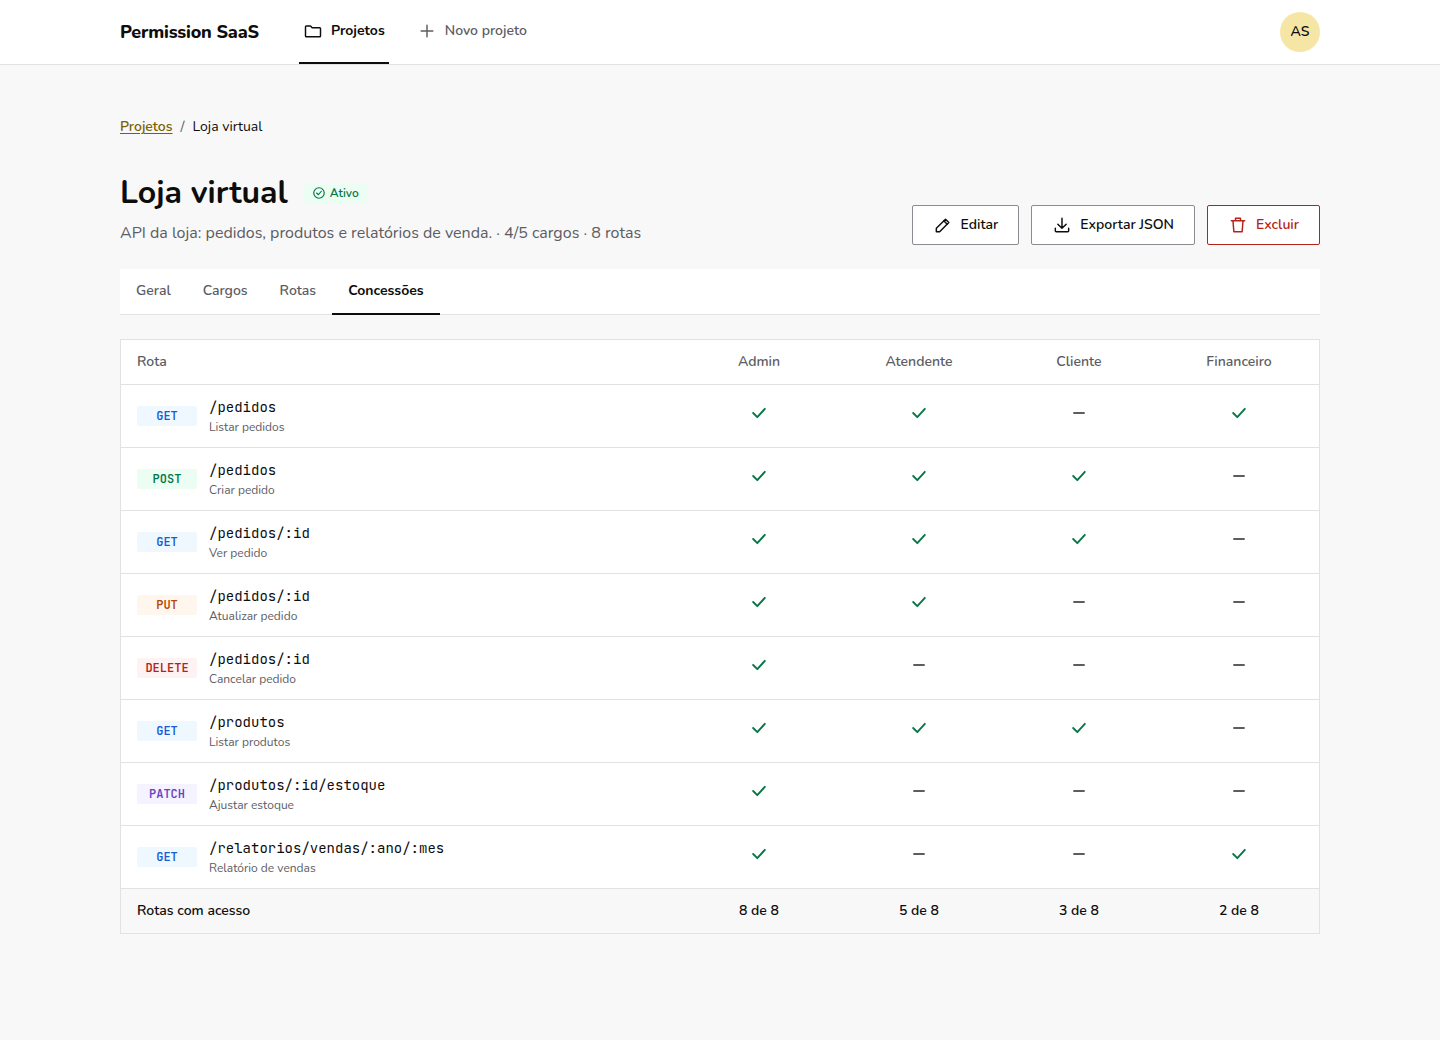 Permission SaaS Projetos Novo projeto AS
Projetos / Loja virtual
Loja virtual Ativo
API da loja: pedidos, produtos e relatórios de venda. · 4/5 cargos · 8 rotas
Editar Exportar JSON Excluir
Geral Cargos Rotas Concessões
Rota Admin Atendente Cliente Financeiro
GET /pedidos
Listar pedidos
POST /pedidos
Criar pedido
GET /pedidos/:id
Ver pedido
PUT /pedidos/:id
Atualizar pedido
DELETE /pedidos/:id
Cancelar pedido
GET /produtos
Listar produtos
PATCH /produtos/:id/estoque
Ajustar estoque
GET /relatorios/vendas/:ano/:mes
Relatório de vendas
Rotas com acesso 8 de 8 5 de 8 3 de 8 2 de 8